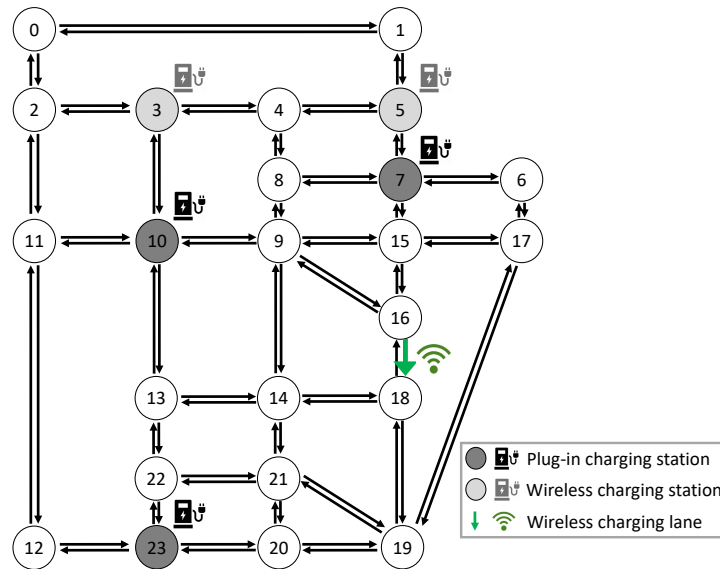 0 1
2 3 4 5
8 7 6
11 10 9 15 17
16
13 14 18
22 21
12 23 20 19
Plug-in charging station
Wireless charging station
Wireless charging lane